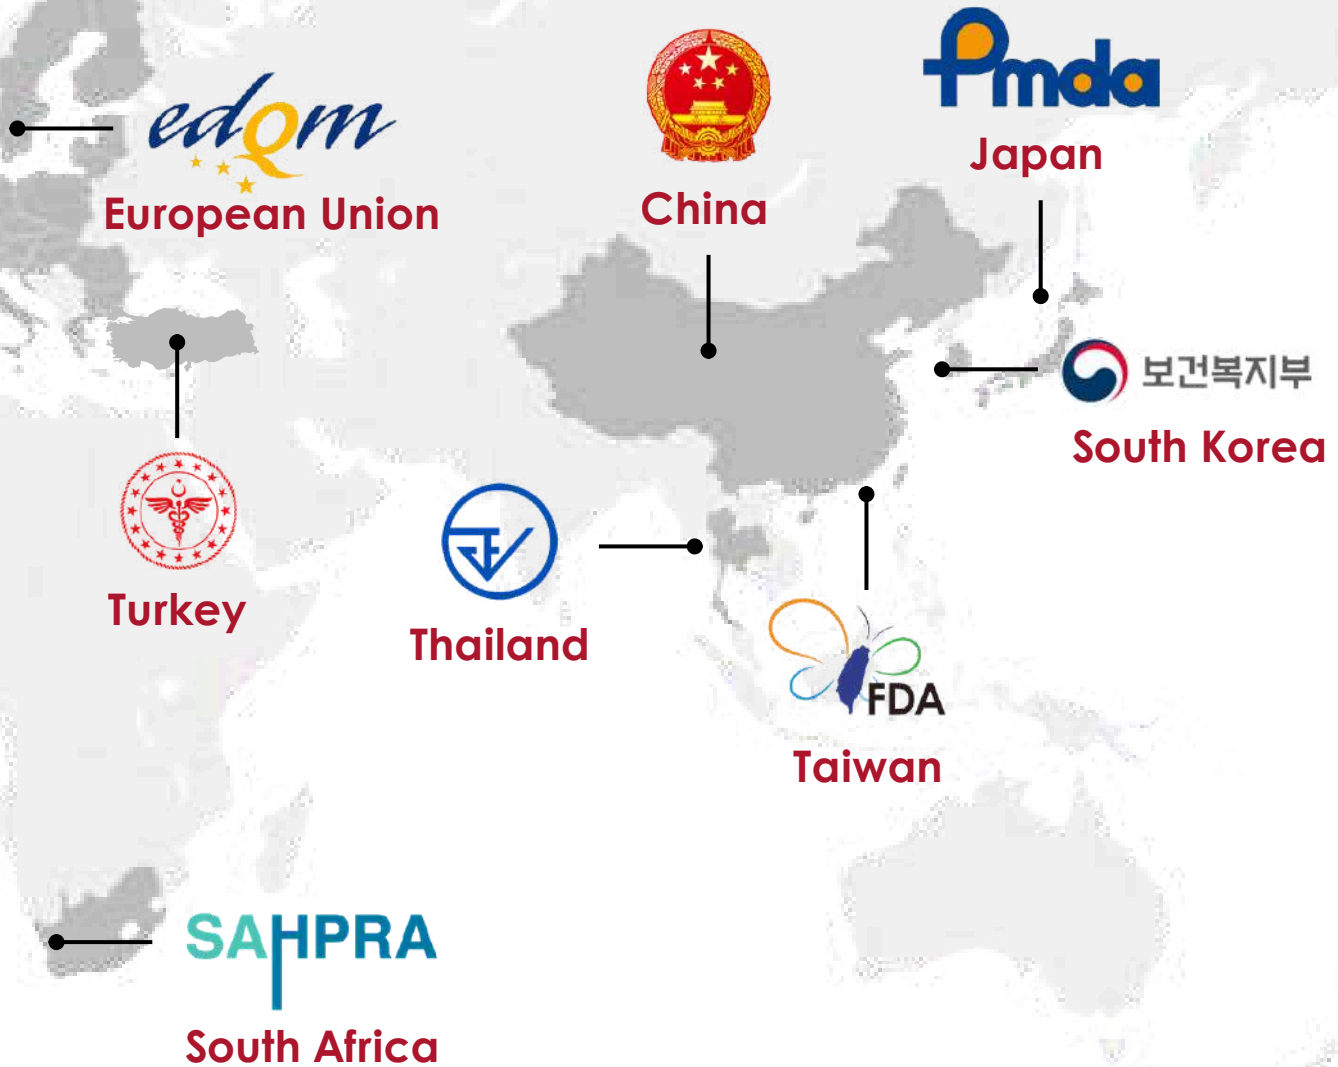 edQm
European Union
China
Pmda
Japan
보건복지부
South Korea
Turkey
Thailand
FDA
Taiwan
SAHPRA
South Africa